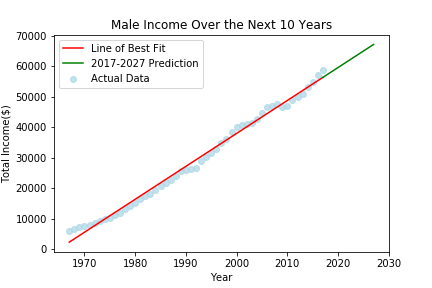 Male Income Over the Next 10 Years
Line of Best Fit
2017-2027 Prediction
Actual Data
Total Income($)
70000
60000
50000
40000
30000
20000
10000
0
1970 1980 1990 2000 2010 2020 2030
Year